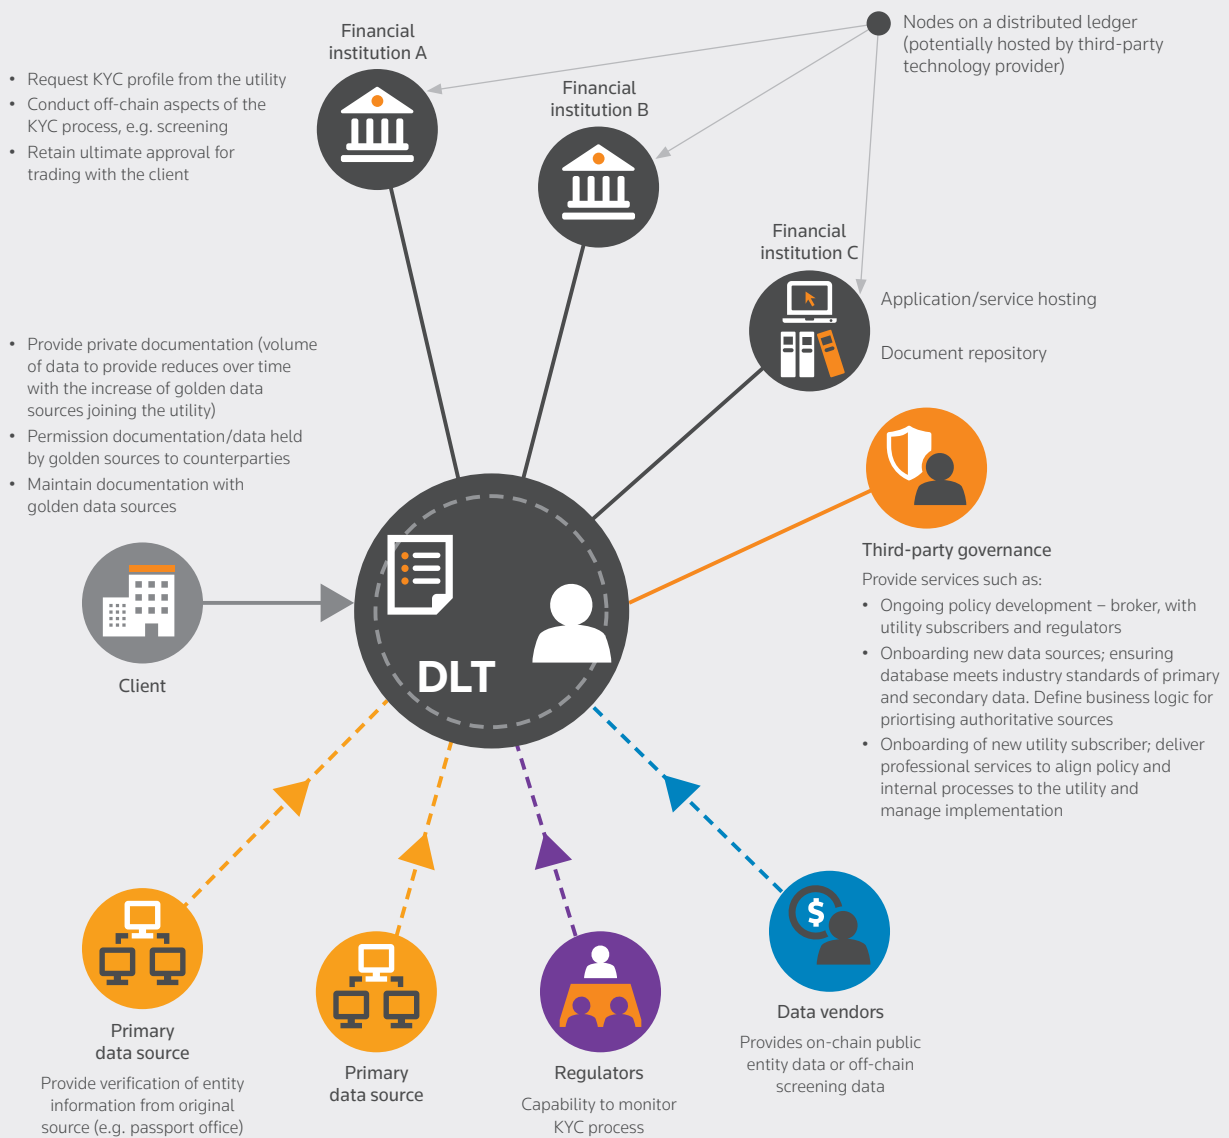 Financial
institution A
• Request KYC profile from the utility
• Conduct off-chain aspects of the
KYC process, e.g. screening
• Retain ultimate approval for
trading with the client
Financial
institution B
Nodes on a distributed ledger
(potentially hosted by third-party
technology provider)
Financial
institution C
Application/service hosting
Document repository
• Provide private documentation (volume
of data to provide reduces over time
with the increase of golden data
sources joining the utility)
• Permission documentation/data held
by golden sources to counterparties
• Maintain documentation with
golden data sources
Client
DLT
Third-party governance
Provide services such as:
• Ongoing policy development – broker, with
utility subscribers and regulators
• Onboarding new data sources; ensuring
database meets industry standards of primary
and secondary data. Define business logic for
priortising authoritative sources
• Onboarding of new utility subscriber; deliver
professional services to align policy and
internal processes to the utility and
manage implementation
Primary
data source
Provide verification of entity
information from original
source (e.g. passport office)
Primary
data source
Regulators
Capability to monitor
KYC process
$
Data vendors
Provides on-chain public
entity data or off-chain
screening data